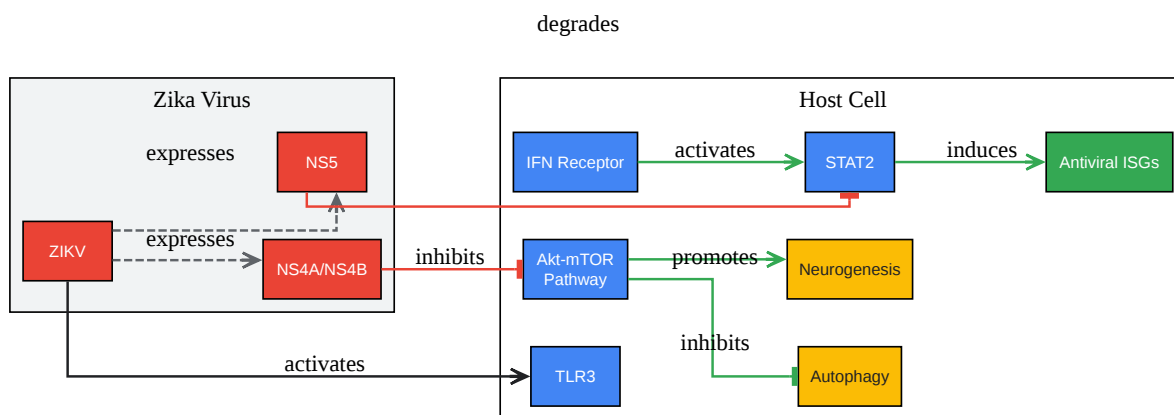 degrades
Zika Virus
Host Cell
expresses
NS5
IFN Receptor
activates
STAT2
induces
Antiviral ISGs
ZIKV
expresses
NS4A/NS4B
inhibits
Akt-mTOR
Pathway
promotes
Neurogenesis
inhibits
activates
TLR3
Autophagy